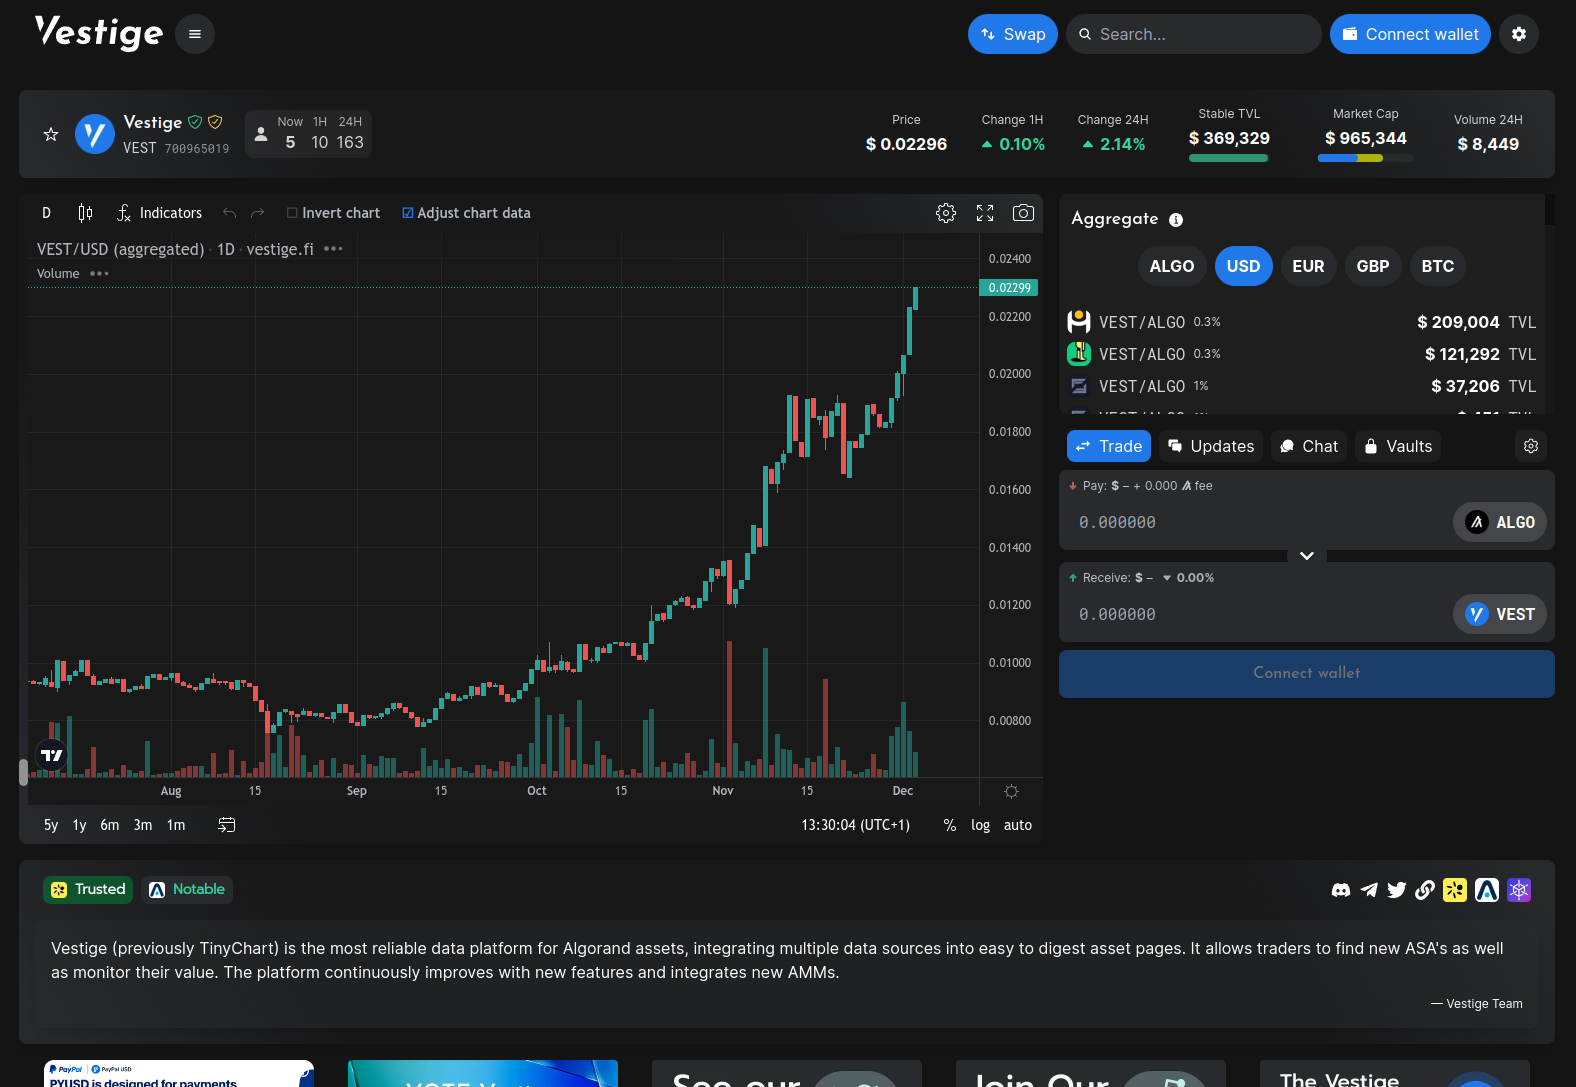 Vestige
Swap
Search...
Connect wallet
Vestige
VEST 700965019
Now 1H 24H
5 10 163
Price
$ 0.02296
Change 1H
0.10%
Change 24H
2.14%
Stable TVL
$ 369,329
Market Cap
$ 965,344
Volume 24H
$ 8,449
D
Indicators
Invert chart
Adjust chart data
VEST/USD (aggregated) · 1D · vestige.fi
Volume
0.02400
0.02299
0.02200
0.02000
0.01800
0.01600
0.01400
0.01200
0.01000
0.00800
Aug 15 Sep 15 Oct 15 Nov 15 Dec
5y 1y 6m 3m 1m
13:30:04 (UTC+1)
% log auto
Aggregate
ALGO USD EUR GBP BTC
VEST/ALGO 0.3% $ 209,004 TVL
VEST/ALGO 0.3% $ 121,292 TVL
VEST/ALGO 1% $ 37,206 TVL
Trade Updates Chat Vaults
Pay: $ – + 0.000 fee
0.000000 ALGO
Receive: $ – 0.00%
0.000000 VEST
Connect wallet
Trusted Notable
Vestige (previously TinyChart) is the most reliable data platform for Algorand assets, integrating multiple data sources into easy to digest asset pages. It allows traders to find new ASA's as well
as monitor their value. The platform continuously improves with new features and integrates new AMMs.
— Vestige Team
PayPal PayPal USD
PYUSD is designed for payments
See our
Join Our
The Vestige